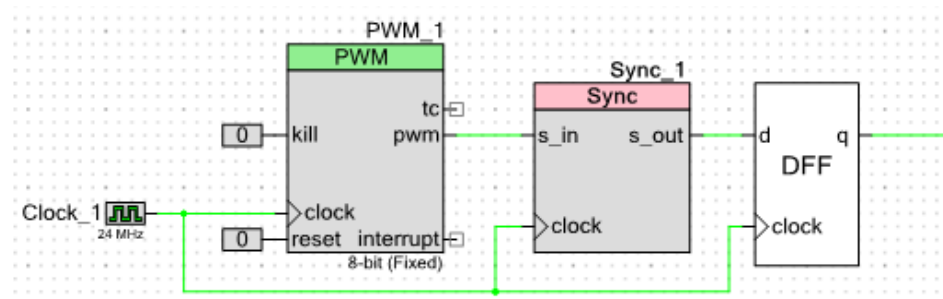 PWM_1
PWM
tc
0
kill
pwm
Clock_1
24 MHz
clock
0
reset
interrupt
8-bit (Fixed)
Sync_1
Sync
s_in
s_out
clock
d
q
DFF
clock